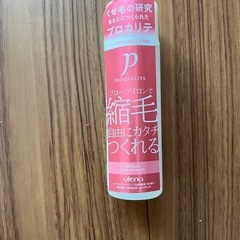 くせ毛の研究
をもとにつくられた
プロカリテ
P
PROQUALITE
ブロー・アイロンで
縮毛
自由にカタチ
つくれる
utena